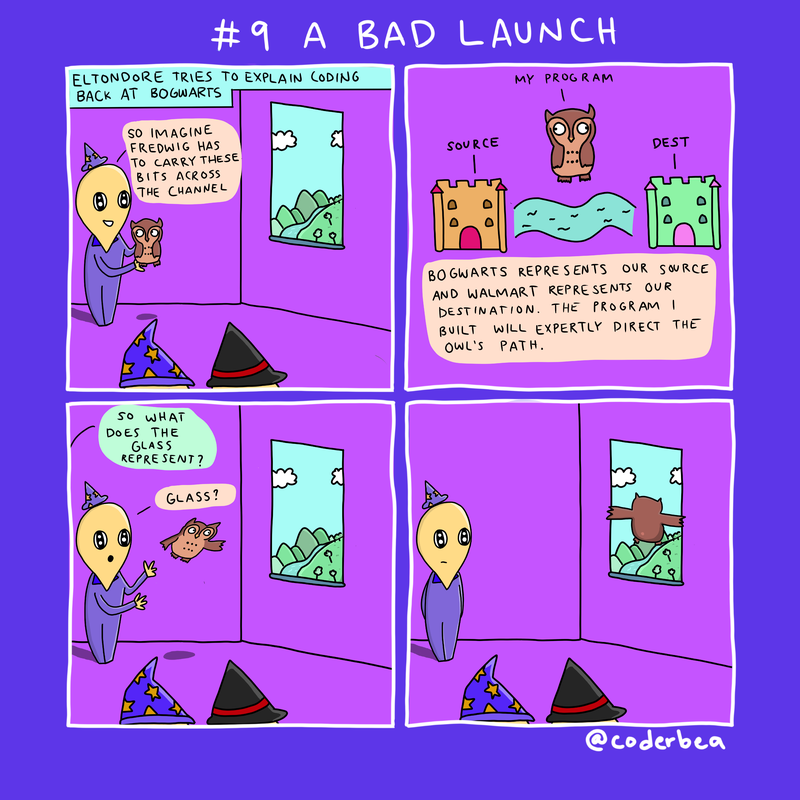 #9 A BAD LAUNCH
ELTONDORE TRIES TO EXPLAIN CODING
BACK AT BOGWARTS
SO IMAGINE
FREDWIG HAS
TO CARRY THESE
BITS ACROSS
THE CHANNEL
MY PROGRAM
SOURCE
DEST
BOGWARTS REPRESENTS OUR SOURCE
AND WALMART REPRESENTS OUR
DESTINATION. THE PROGRAM I
BUILT WILL EXPERTLY DIRECT THE
OWL'S PATH.
SO WHAT
DOES THE
GLASS
REPRESENT?
GLASS?
@coderbea